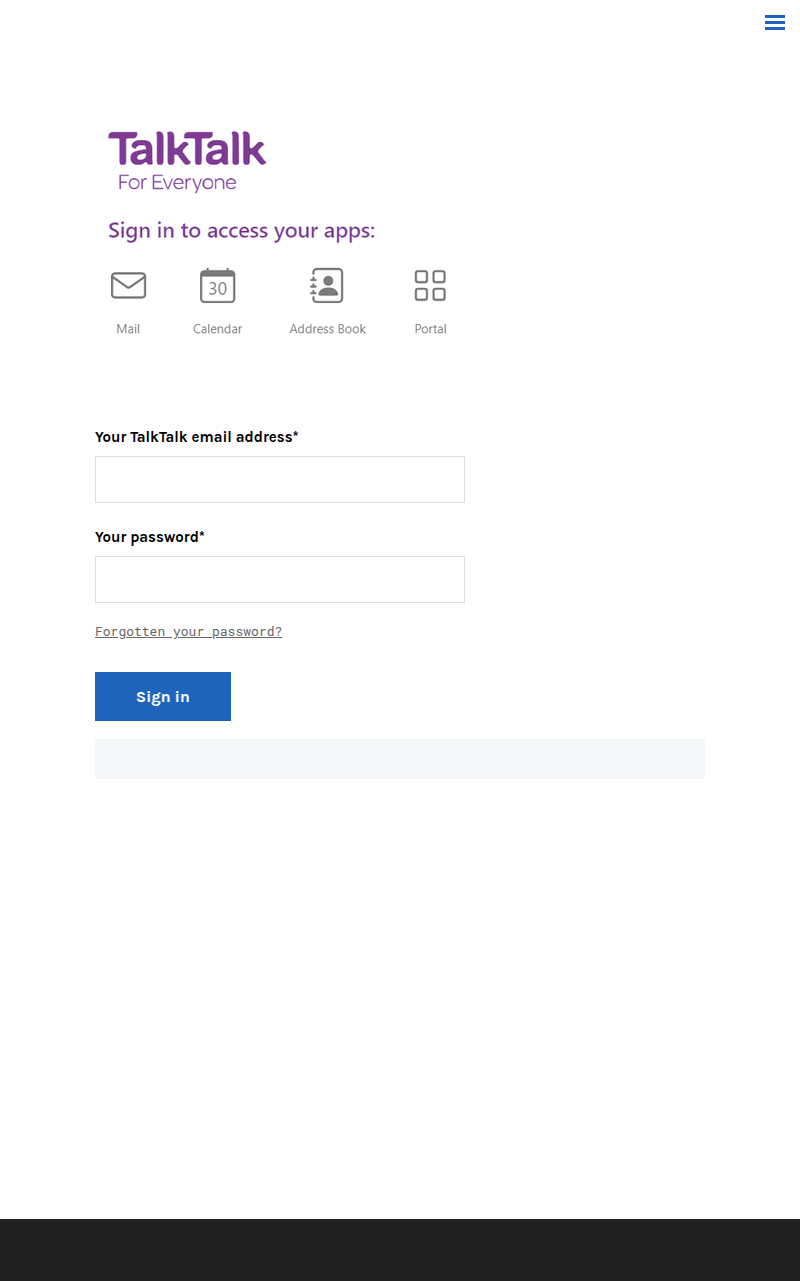 TalkTalk
For Everyone
Sign in to access your apps:
30
Mail Calendar Address Book Portal
Your TalkTalk email address*
Your password*
Forgotten your password?
Sign in